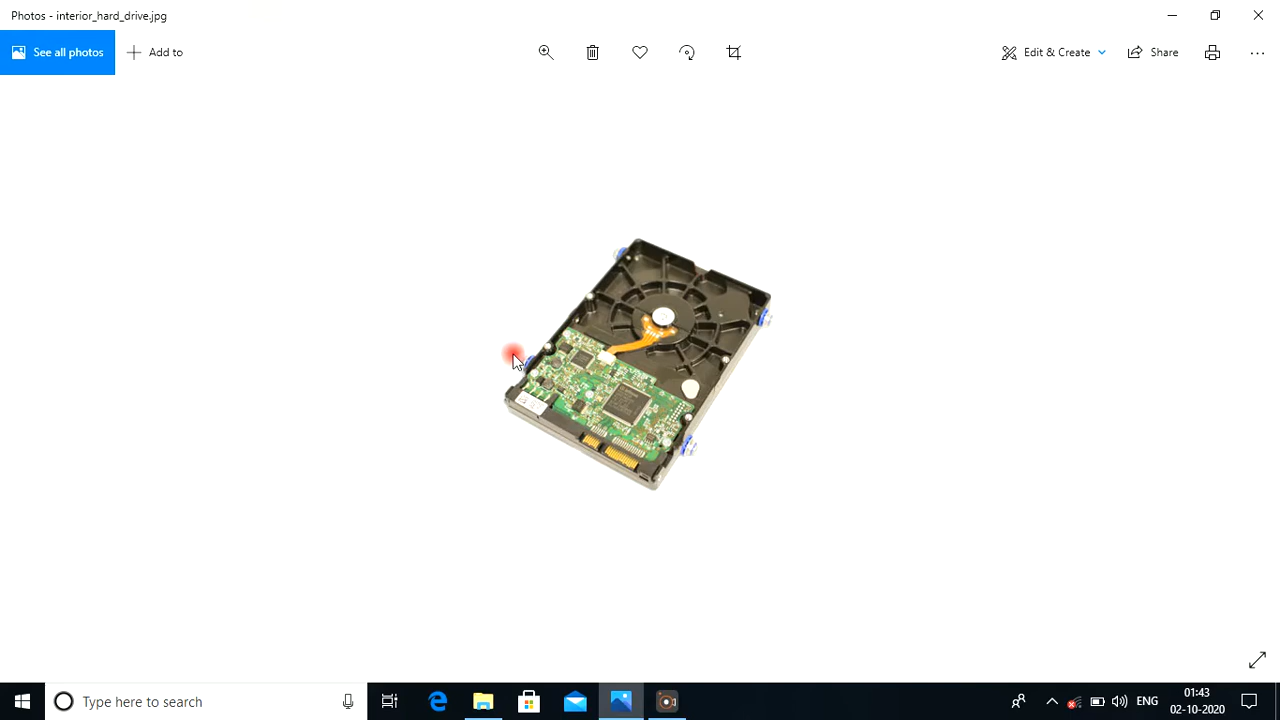 Photos - interior_hard_drive.jpg
See all photos
Add to
Edit & Create
Share
Type here to search
ENG
01:43
02-10-2020